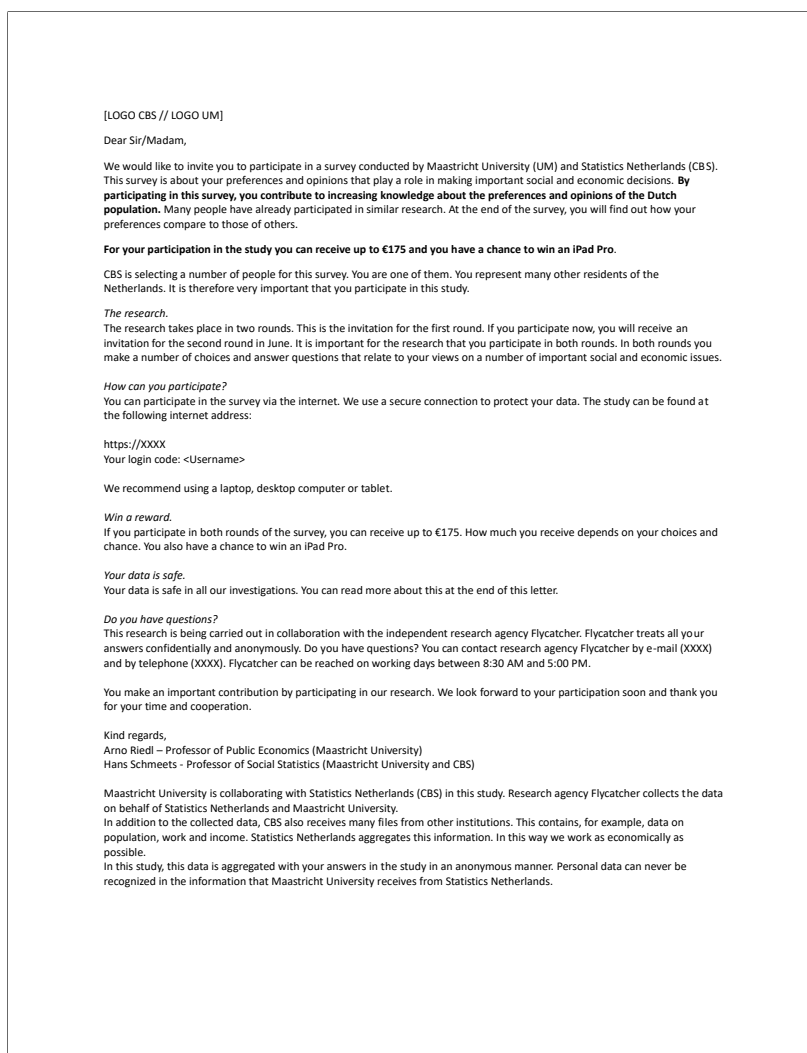 [LOGO CBS // LOGO UM]
Dear Sir/Madam,
We would like to invite you to participate in a survey conducted by Maastricht University (UM) and Statistics Netherlands (CBS).
This survey is about your preferences and opinions that play a role in making important social and economic decisions. By
participating in this survey, you contribute to increasing knowledge about the preferences and opinions of the Dutch
population. Many people have already participated in similar research. At the end of the survey, you will find out how your
preferences compare to those of others.
For your participation in the study you can receive up to €175 and you have a chance to win an iPad Pro.
CBS is selecting a number of people for this survey. You are one of them. You represent many other residents of the
Netherlands. It is therefore very important that you participate in this study.
The research.
The research takes place in two rounds. This is the invitation for the first round. If you participate now, you will receive an
invitation for the second round in June. It is important for the research that you participate in both rounds. In both rounds you
make a number of choices and answer questions that relate to your views on a number of important social and economic issues.
How can you participate?
You can participate in the survey via the internet. We use a secure connection to protect your data. The study can be found at
the following internet address:
https://XXXX
Your login code: <Username>
We recommend using a laptop, desktop computer or tablet.
Win a reward.
If you participate in both rounds of the survey, you can receive up to €175. How much you receive depends on your choices and
chance. You also have a chance to win an iPad Pro.
Your data is safe.
Your data is safe in all our investigations. You can read more about this at the end of this letter.
Do you have questions?
This research is being carried out in collaboration with the independent research agency Flycatcher. Flycatcher treats all your
answers confidentially and anonymously. Do you have questions? You can contact research agency Flycatcher by e-mail (XXXX)
and by telephone (XXXX). Flycatcher can be reached on working days between 8:30 AM and 5:00 PM.
You make an important contribution by participating in our research. We look forward to your participation soon and thank you
for your time and cooperation.
Kind regards,
Arno Riedl – Professor of Public Economics (Maastricht University)
Hans Schmeets - Professor of Social Statistics (Maastricht University and CBS)
Maastricht University is collaborating with Statistics Netherlands (CBS) in this study. Research agency Flycatcher collects the data
on behalf of Statistics Netherlands and Maastricht University.
In addition to the collected data, CBS also receives many files from other institutions. This contains, for example, data on
population, work and income. Statistics Netherlands aggregates this information. In this way we work as economically as
possible.
In this study, this data is aggregated with your answers in the study in an anonymous manner. Personal data can never be
recognized in the information that Maastricht University receives from Statistics Netherlands.